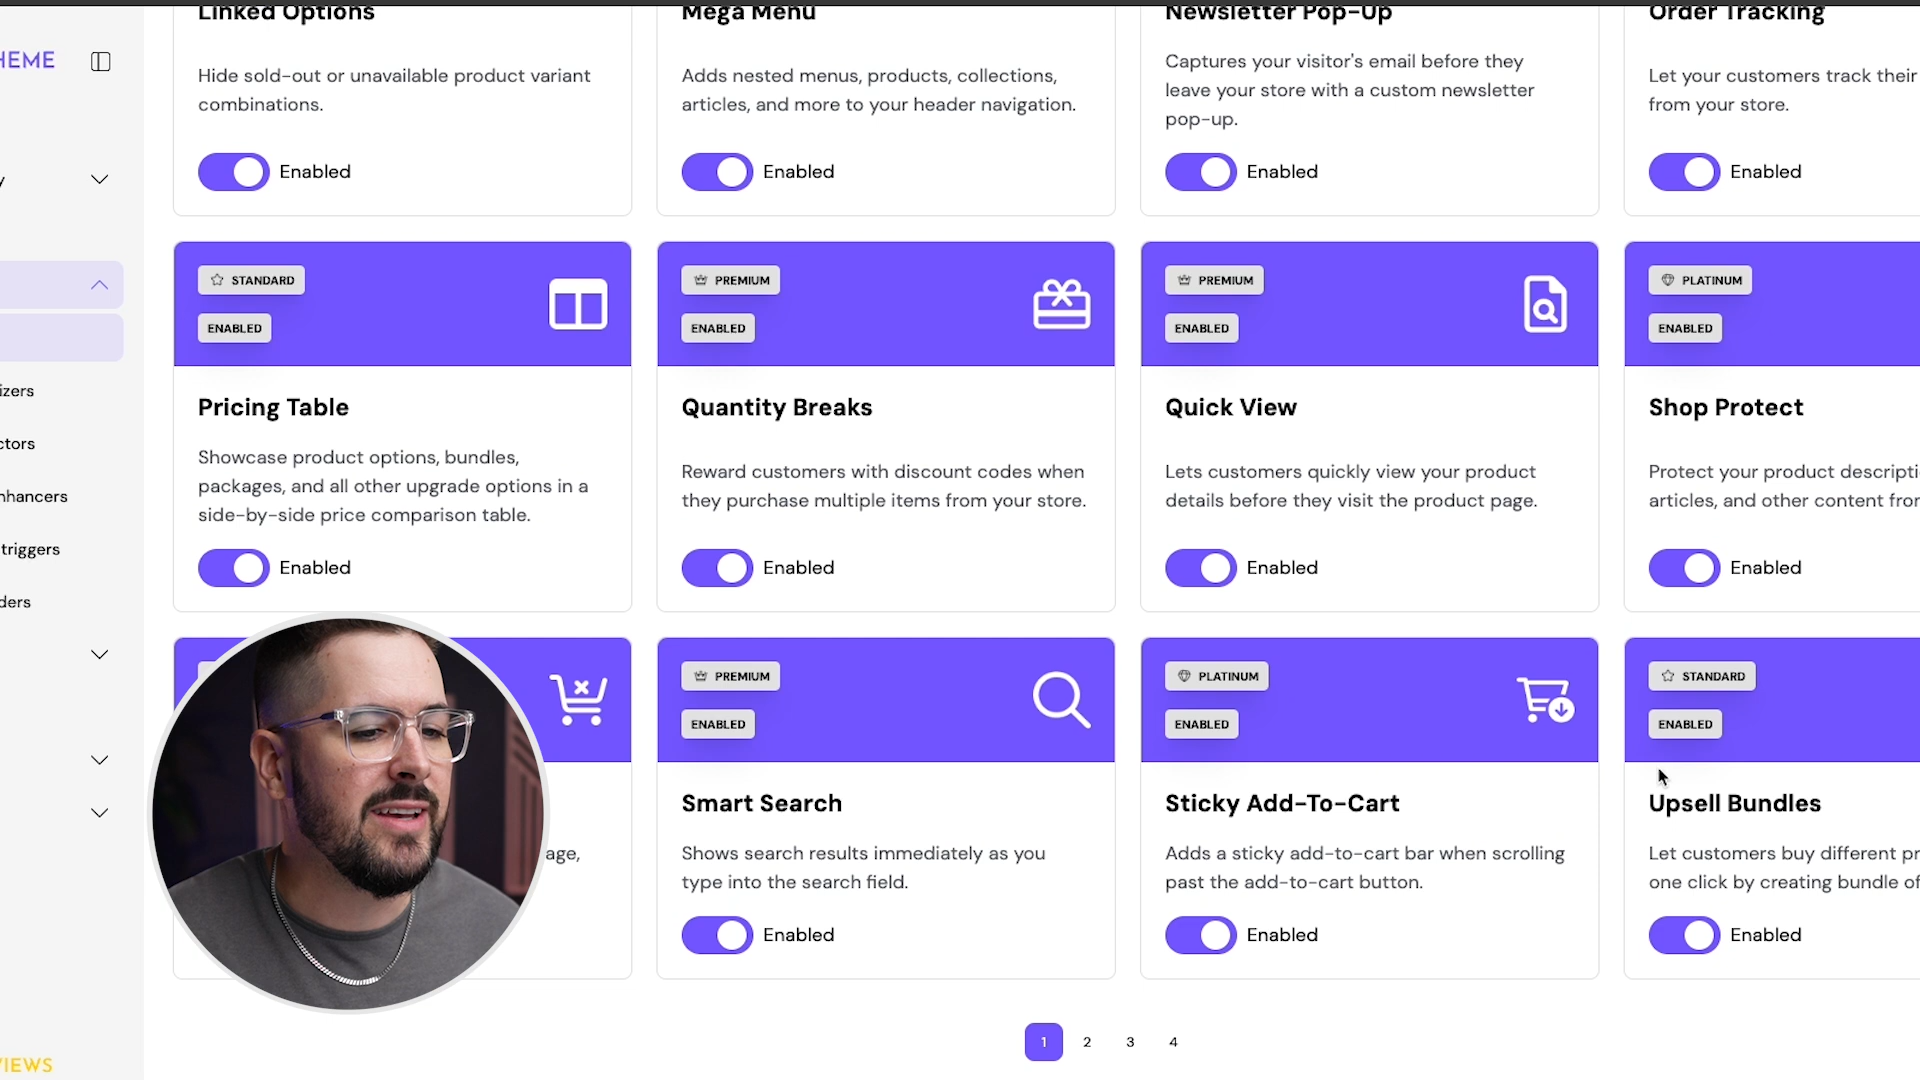 Linked Options
Mega Menu
Newsletter Pop-Up
Order Tracking
HEME
Hide sold-out or unavailable product variant
combinations.
Adds nested menus, products, collections,
articles, and more to your header navigation.
Captures your visitor's email before they
leave your store with a custom newsletter
pop-up.
Let your customers track their
from your store.
Enabled
Enabled
Enabled
Enabled
y
izers
ctors
nhancers
triggers
ders
VIEWS
STANDARD
ENABLED
Pricing Table
Showcase product options, bundles,
packages, and all other upgrade options in a
side-by-side price comparison table.
Enabled
PREMIUM
ENABLED
Quantity Breaks
Reward customers with discount codes when
they purchase multiple items from your store.
Enabled
PREMIUM
ENABLED
Quick View
Lets customers quickly view your product
details before they visit the product page.
Enabled
PLATINUM
ENABLED
Shop Protect
Protect your product descripti
articles, and other content fror
Enabled
age,
PREMIUM
ENABLED
Smart Search
Shows search results immediately as you
type into the search field.
Enabled
PLATINUM
ENABLED
Sticky Add-To-Cart
Adds a sticky add-to-cart bar when scrolling
past the add-to-cart button.
Enabled
STANDARD
ENABLED
Upsell Bundles
Let customers buy different pr
one click by creating bundle of
Enabled
1 2 3 4